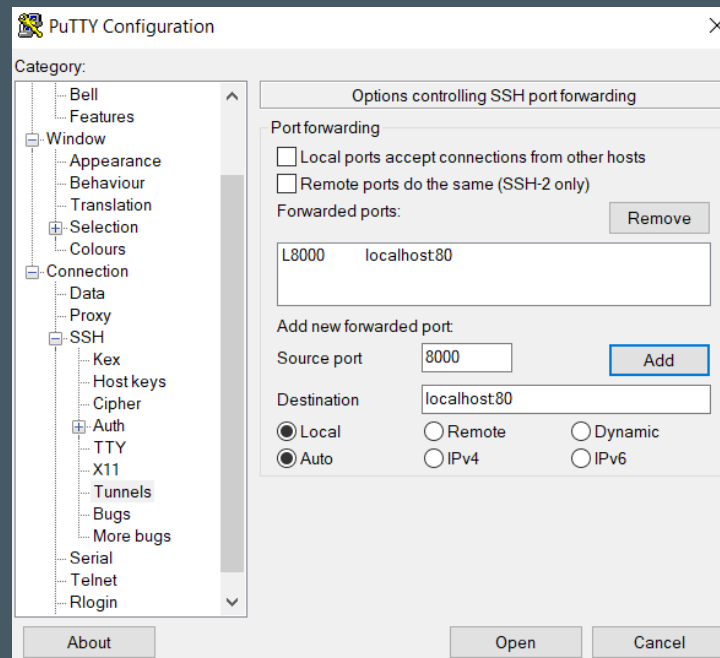 PuTTY Configuration
Category:
Bell
Features
Window
Appearance
Behaviour
Translation
Selection
Colours
Connection
Data
Proxy
SSH
Kex
Host keys
Cipher
Auth
TTY
X11
Tunnels
Bugs
More bugs
Serial
Telnet
Rlogin
Options controlling SSH port forwarding
Port forwarding
Local ports accept connections from other hosts
Remote ports do the same (SSH-2 only)
Forwarded ports:
Remove
L8000 localhost:80
Add new forwarded port:
Source port 8000 Add
Destination localhost:80
Local Remote Dynamic
Auto IPv4 IPv6
About Open Cancel